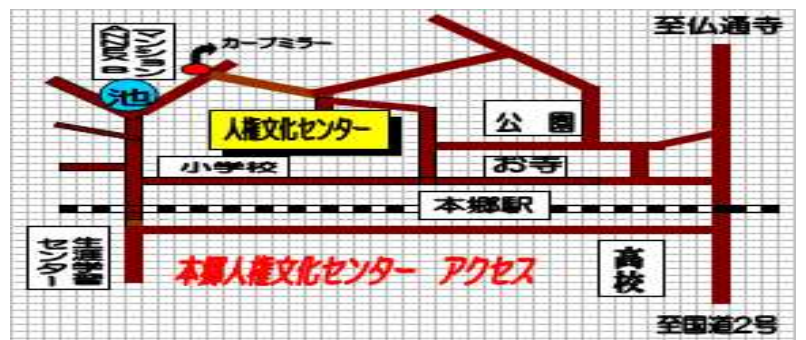 至仏通寺
マンション
カーブミラー
池
人権文化センター
公園
小学校
お寺
本郷駅
生涯学習
センター
本郷人権文化センター アクセス
高校
至国道2号